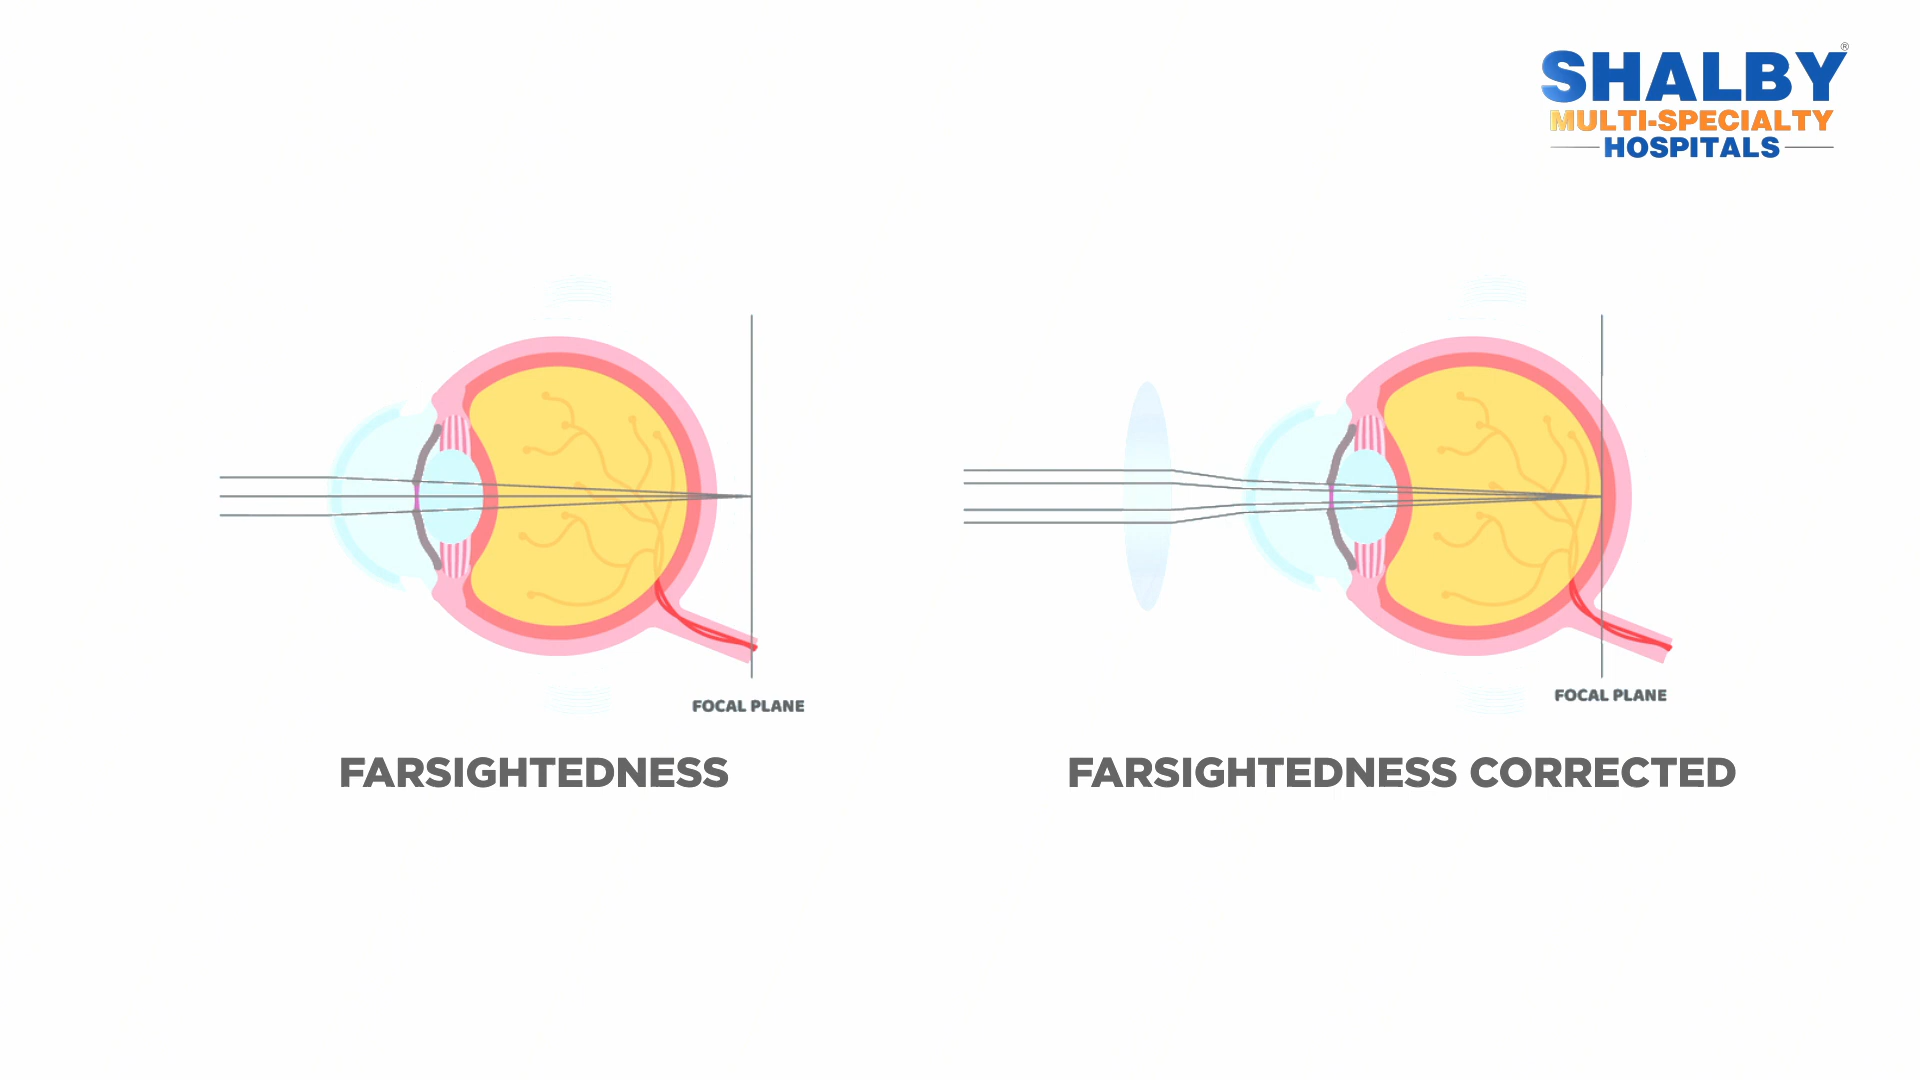 SHALBY®
MULTI-SPECIALTY
HOSPITALS
FOCAL PLANE
FOCAL PLANE
FARSIGHTEDNESS
FARSIGHTEDNESS CORRECTED